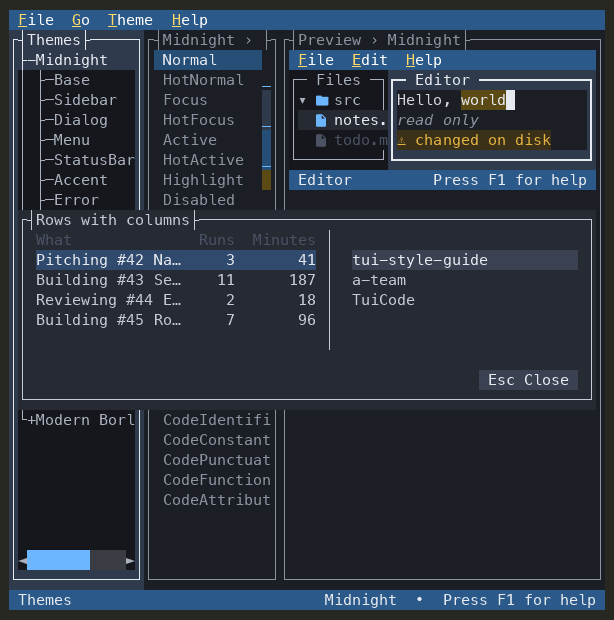 File Go Theme Help
Themes
Midnight
Base
Sidebar
Dialog
Menu
StatusBar
Accent
Error
+Modern Borl
Midnight ›
Normal
HotNormal
Focus
HotFocus
Active
HotActive
Highlight
Disabled
CodeIdentifi
CodeConstant
CodePunctuat
CodeFunction
CodeAttribut
Preview › Midnight
File Edit Help
Files
▾ src
notes.
todo.m
Editor
Hello, world
read only
⚠ changed on disk
Editor Press F1 for help
Rows with columns
What Runs Minutes
Pitching #42 Na… 3 41
Building #43 Se… 11 187
Reviewing #44 E… 2 18
Building #45 Ro… 7 96
tui-style-guide
a-team
TuiCode
Esc Close
Themes Midnight • Press F1 for help